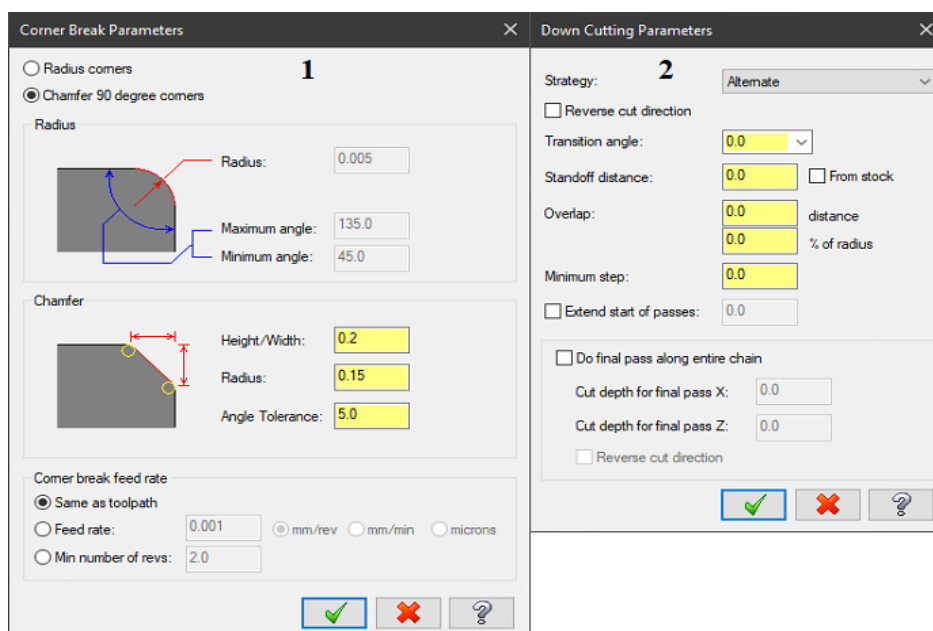 Corner Break Parameters
1
Radius corners
Chamfer 90 degree corners
Radius
Radius: 0.005
Maximum angle: 135.0
Minimum angle: 45.0
Chamfer
Height/Width: 0.2
Radius: 0.15
Angle Tolerance: 5.0
Corner break feed rate
Same as toolpath
Feed rate: 0.001 mm/rev mm/min microns
Min number of revs: 2.0
Down Cutting Parameters
2
Strategy: Alternate
Reverse cut direction
Transition angle: 0.0
Standoff distance: 0.0 From stock
Overlap: 0.0 distance
0.0 % of radius
Minimum step: 0.0
Extend start of passes: 0.0
Do final pass along entire chain
Cut depth for final pass X: 0.0
Cut depth for final pass Z: 0.0
Reverse cut direction